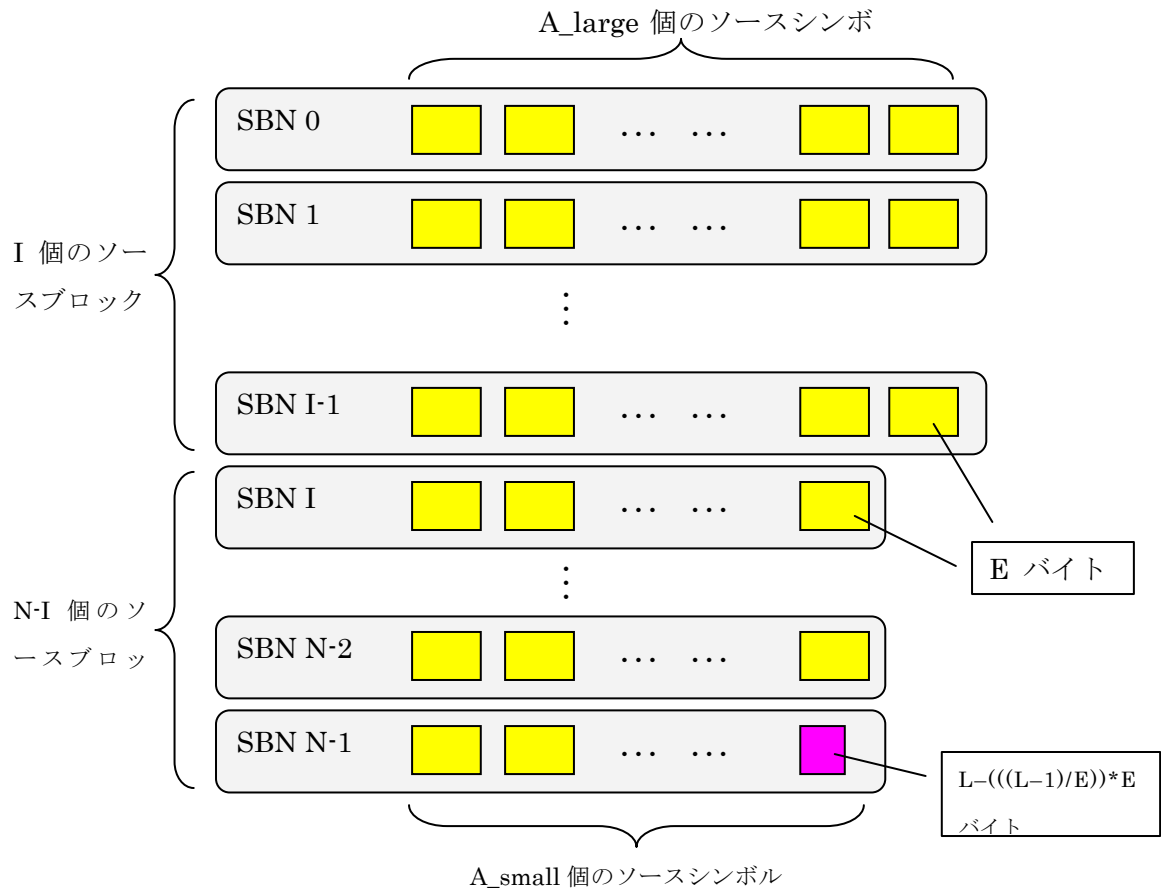 A_large 個のソースシンボ
SBN 0
… …
SBN 1
… …
I 個のソー
スブロック
⋮
SBN I-1
… …
SBN I
… …
E バイト
⋮
N-I 個のソ
ースブロッ
SBN N-2
… …
SBN N-1
… …
L–(((L–1)/E))*E
バイト
A_small 個のソースシンボル